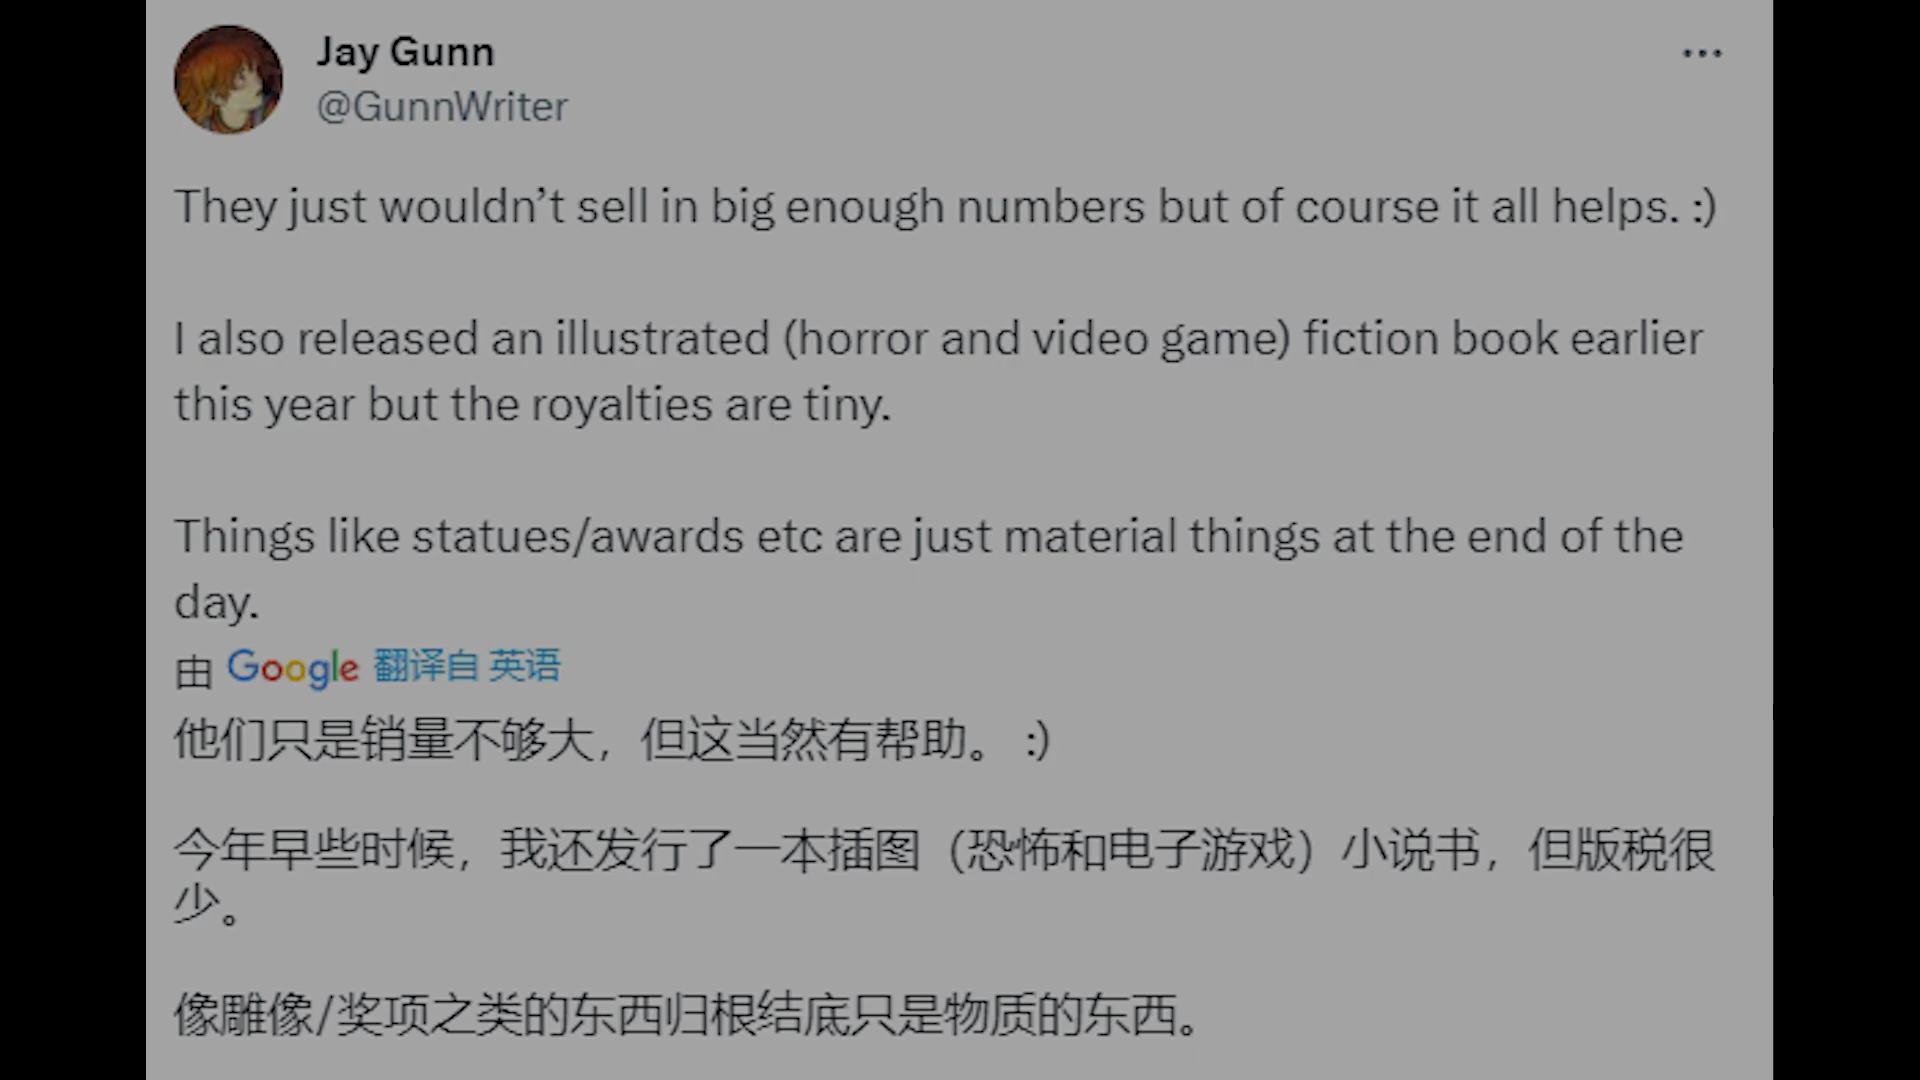 Jay Gunn
@GunnWriter
They just wouldn’t sell in big enough numbers but of course it all helps. :)
I also released an illustrated (horror and video game) fiction book earlier
this year but the royalties are tiny.
Things like statues/awards etc are just material things at the end of the
day.
由 Google 翻译自 英语
他们只是销量不够大，但这当然有帮助。 :)
今年早些时候，我还发行了一本插图（恐怖和电子游戏）小说书，但版税很
少。
像雕像/奖项之类的东西归根结底只是物质的东西。